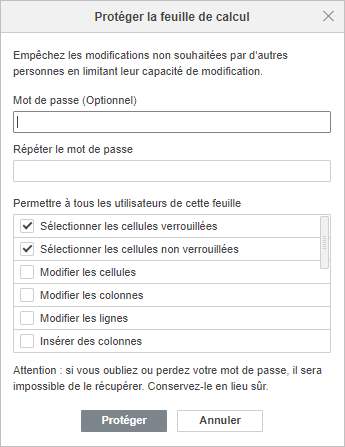 Protéger la feuille de calcul
Empêchez les modifications non souhaitées par d'autres
personnes en limitant leur capacité de modification.
Mot de passe (Optionnel)
Répéter le mot de passe
Permettre à tous les utilisateurs de cette feuille
Sélectionner les cellules verrouillées
Sélectionner les cellules non verrouillées
Modifier les cellules
Modifier les colonnes
Modifier les lignes
Insérer des colonnes
Attention : si vous oubliez ou perdez votre mot de passe, il sera
impossible de le récupérer. Conservez-le en lieu sûr.
Protéger
Annuler